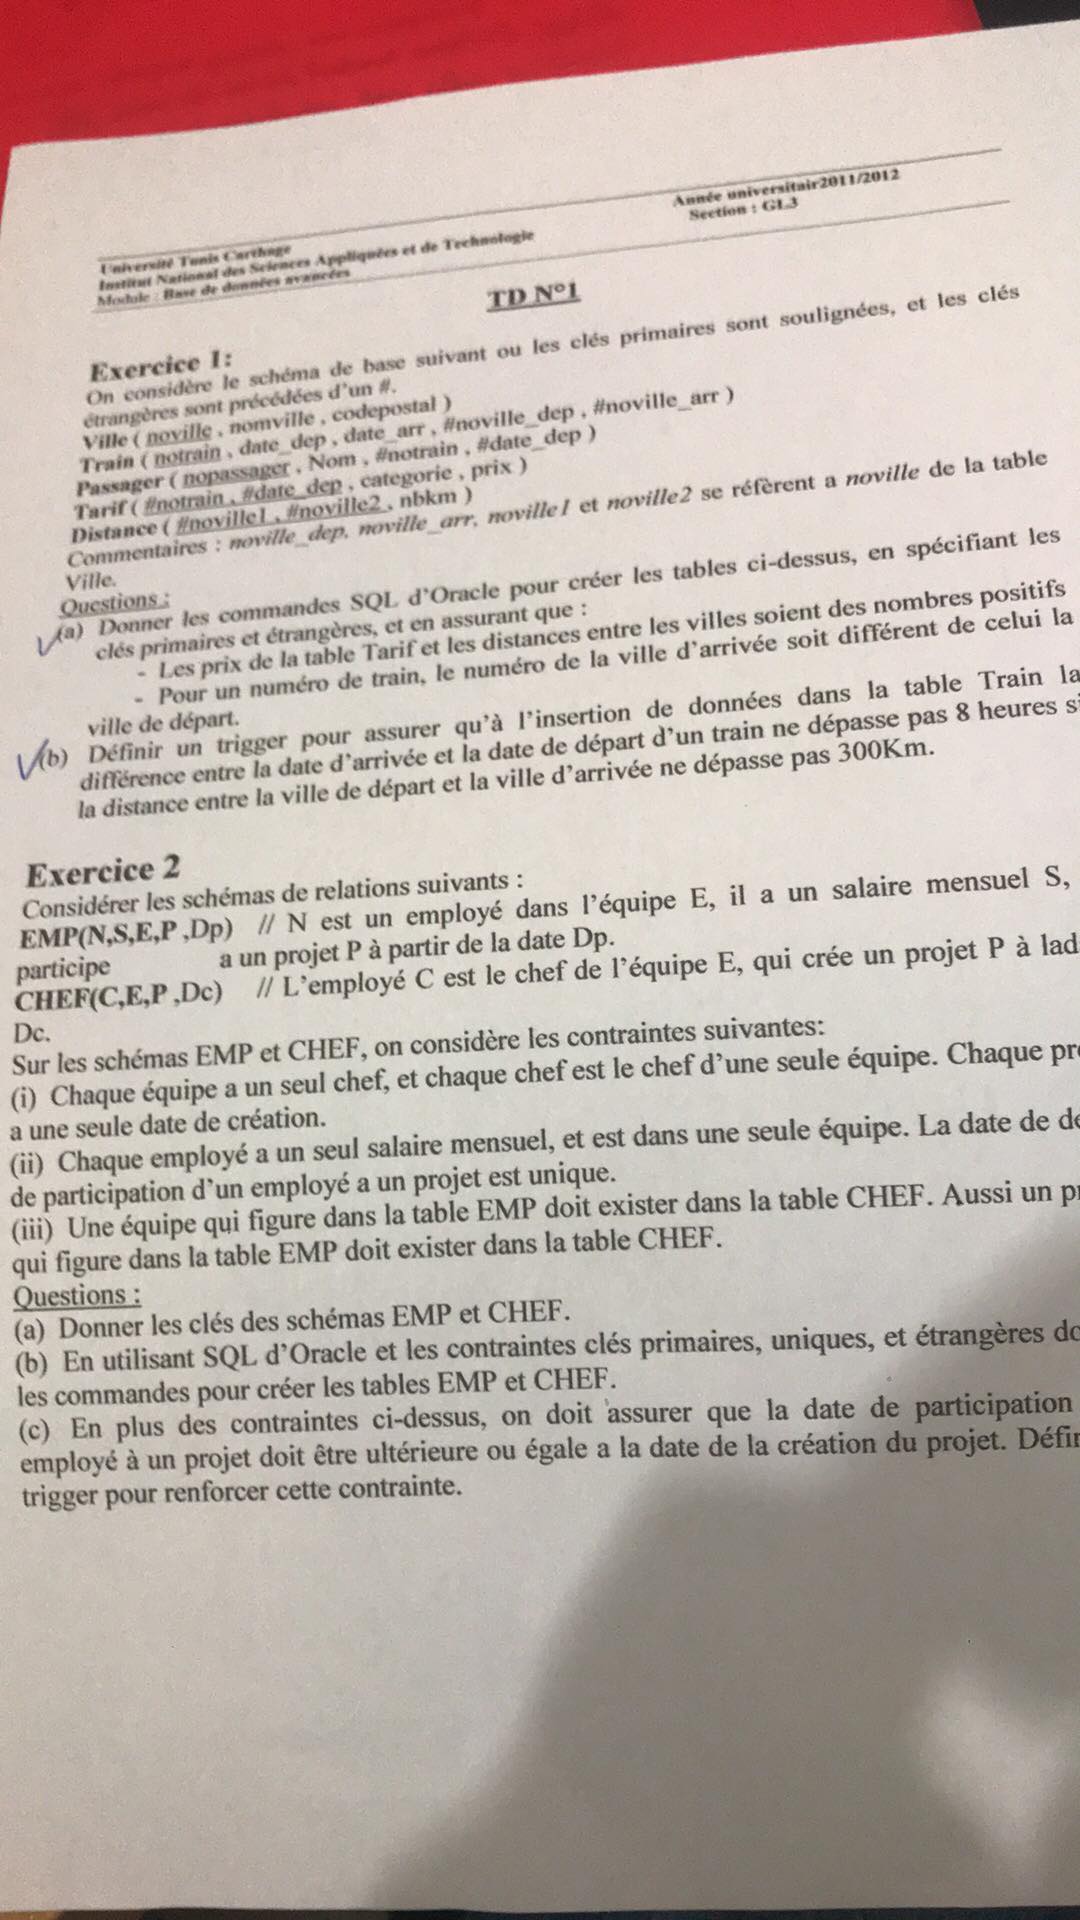 Université Tunis Carthage
Institut National des Sciences Appliquées et de Technologie
Module : Base de données avancées
Année universitair2011/2012
Section : GL3
TD N°1
Exercice 1:
On considère le schéma de base suivant ou les clés primaires sont soulignées, et les clés
étrangères sont précédées d'un #.
Ville ( noville , nomville , codepostal )
Train ( notrain , date_dep , date_arr , #noville_dep , #noville_arr )
Passager ( nopassager , Nom , #notrain , #date_dep )
Tarif ( #notrain , #date_dep , categorie , prix )
Distance ( #noville1 , #noville2 , nbkm )
Commentaires : noville_dep, noville_arr, noville1 et noville2 se réfèrent a noville de la table
Ville.
Questions :
(a) Donner les commandes SQL d'Oracle pour créer les tables ci-dessus, en spécifiant les
clés primaires et étrangères, et en assurant que :
- Les prix de la table Tarif et les distances entre les villes soient des nombres positifs
- Pour un numéro de train, le numéro de la ville d'arrivée soit différent de celui la
ville de départ.
(b) Définir un trigger pour assurer qu'à l'insertion de données dans la table Train la
différence entre la date d'arrivée et la date de départ d'un train ne dépasse pas 8 heures si
la distance entre la ville de départ et la ville d'arrivée ne dépasse pas 300Km.
Exercice 2
Considérer les schémas de relations suivants :
EMP(N,S,E,P ,Dp) // N est un employé dans l'équipe E, il a un salaire mensuel S,
participe a un projet P à partir de la date Dp.
CHEF(C,E,P ,Dc) // L'employé C est le chef de l'équipe E, qui crée un projet P à lad
Dc.
Sur les schémas EMP et CHEF, on considère les contraintes suivantes:
(i) Chaque équipe a un seul chef, et chaque chef est le chef d'une seule équipe. Chaque pr
a une seule date de création.
(ii) Chaque employé a un seul salaire mensuel, et est dans une seule équipe. La date de d
de participation d'un employé a un projet est unique.
(iii) Une équipe qui figure dans la table EMP doit exister dans la table CHEF. Aussi un p
qui figure dans la table EMP doit exister dans la table CHEF.
Questions :
(a) Donner les clés des schémas EMP et CHEF.
(b) En utilisant SQL d'Oracle et les contraintes clés primaires, uniques, et étrangères do
les commandes pour créer les tables EMP et CHEF.
(c) En plus des contraintes ci-dessus, on doit assurer que la date de participation
employé à un projet doit être ultérieure ou égale a la date de la création du projet. Défin
trigger pour renforcer cette contrainte.